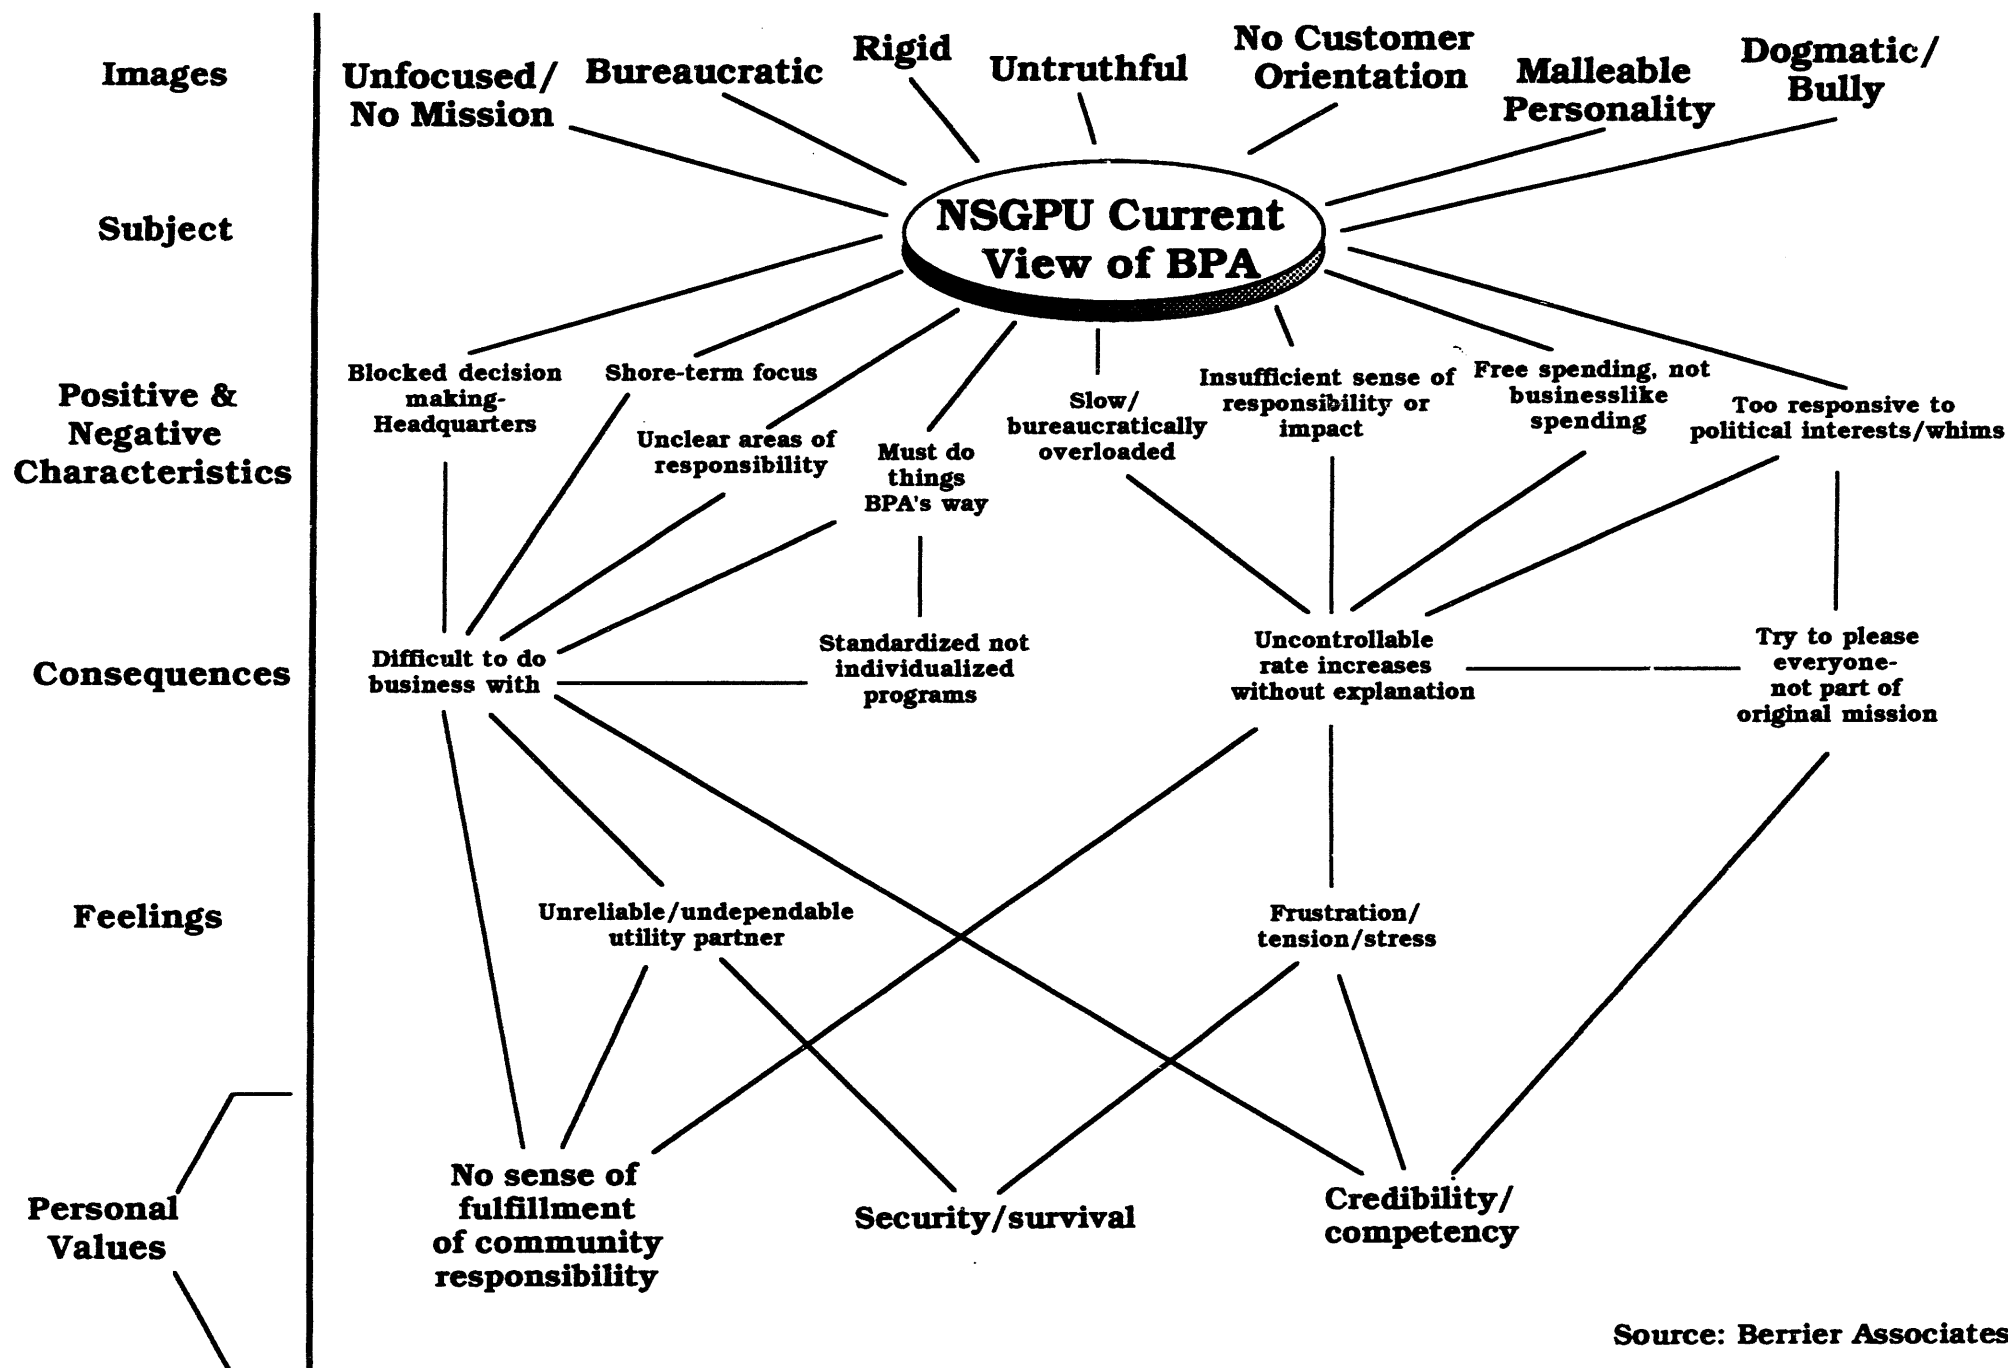 Images
Unfocused/
No Mission
Bureaucratic
Rigid
Untruthful
No Customer
Orientation
Malleable
Personality
Dogmatic/
Bully
Subject
NSGPU Current
View of BPA
Positive &
Negative
Characteristics
Blocked decision
making-
Headquarters
Shore-term focus
Unclear areas of
responsibility
Must do
things
BPA's way
Slow/
bureaucratically
overloaded
Insufficient sense of
responsibility or
impact
Free spending, not
businesslike
spending
Too responsive to
political interests/whims
Consequences
Difficult to do
business with
Standardized not
individualized
programs
Uncontrollable
rate increases
without explanation
Try to please
everyone-
not part of
original mission
Feelings
Unreliable/undependable
utility partner
Frustration/
tension/stress
Personal
Values
No sense of
fulfillment
of community
responsibility
Security/survival
Credibility/
competency
Source: Berrier Associates